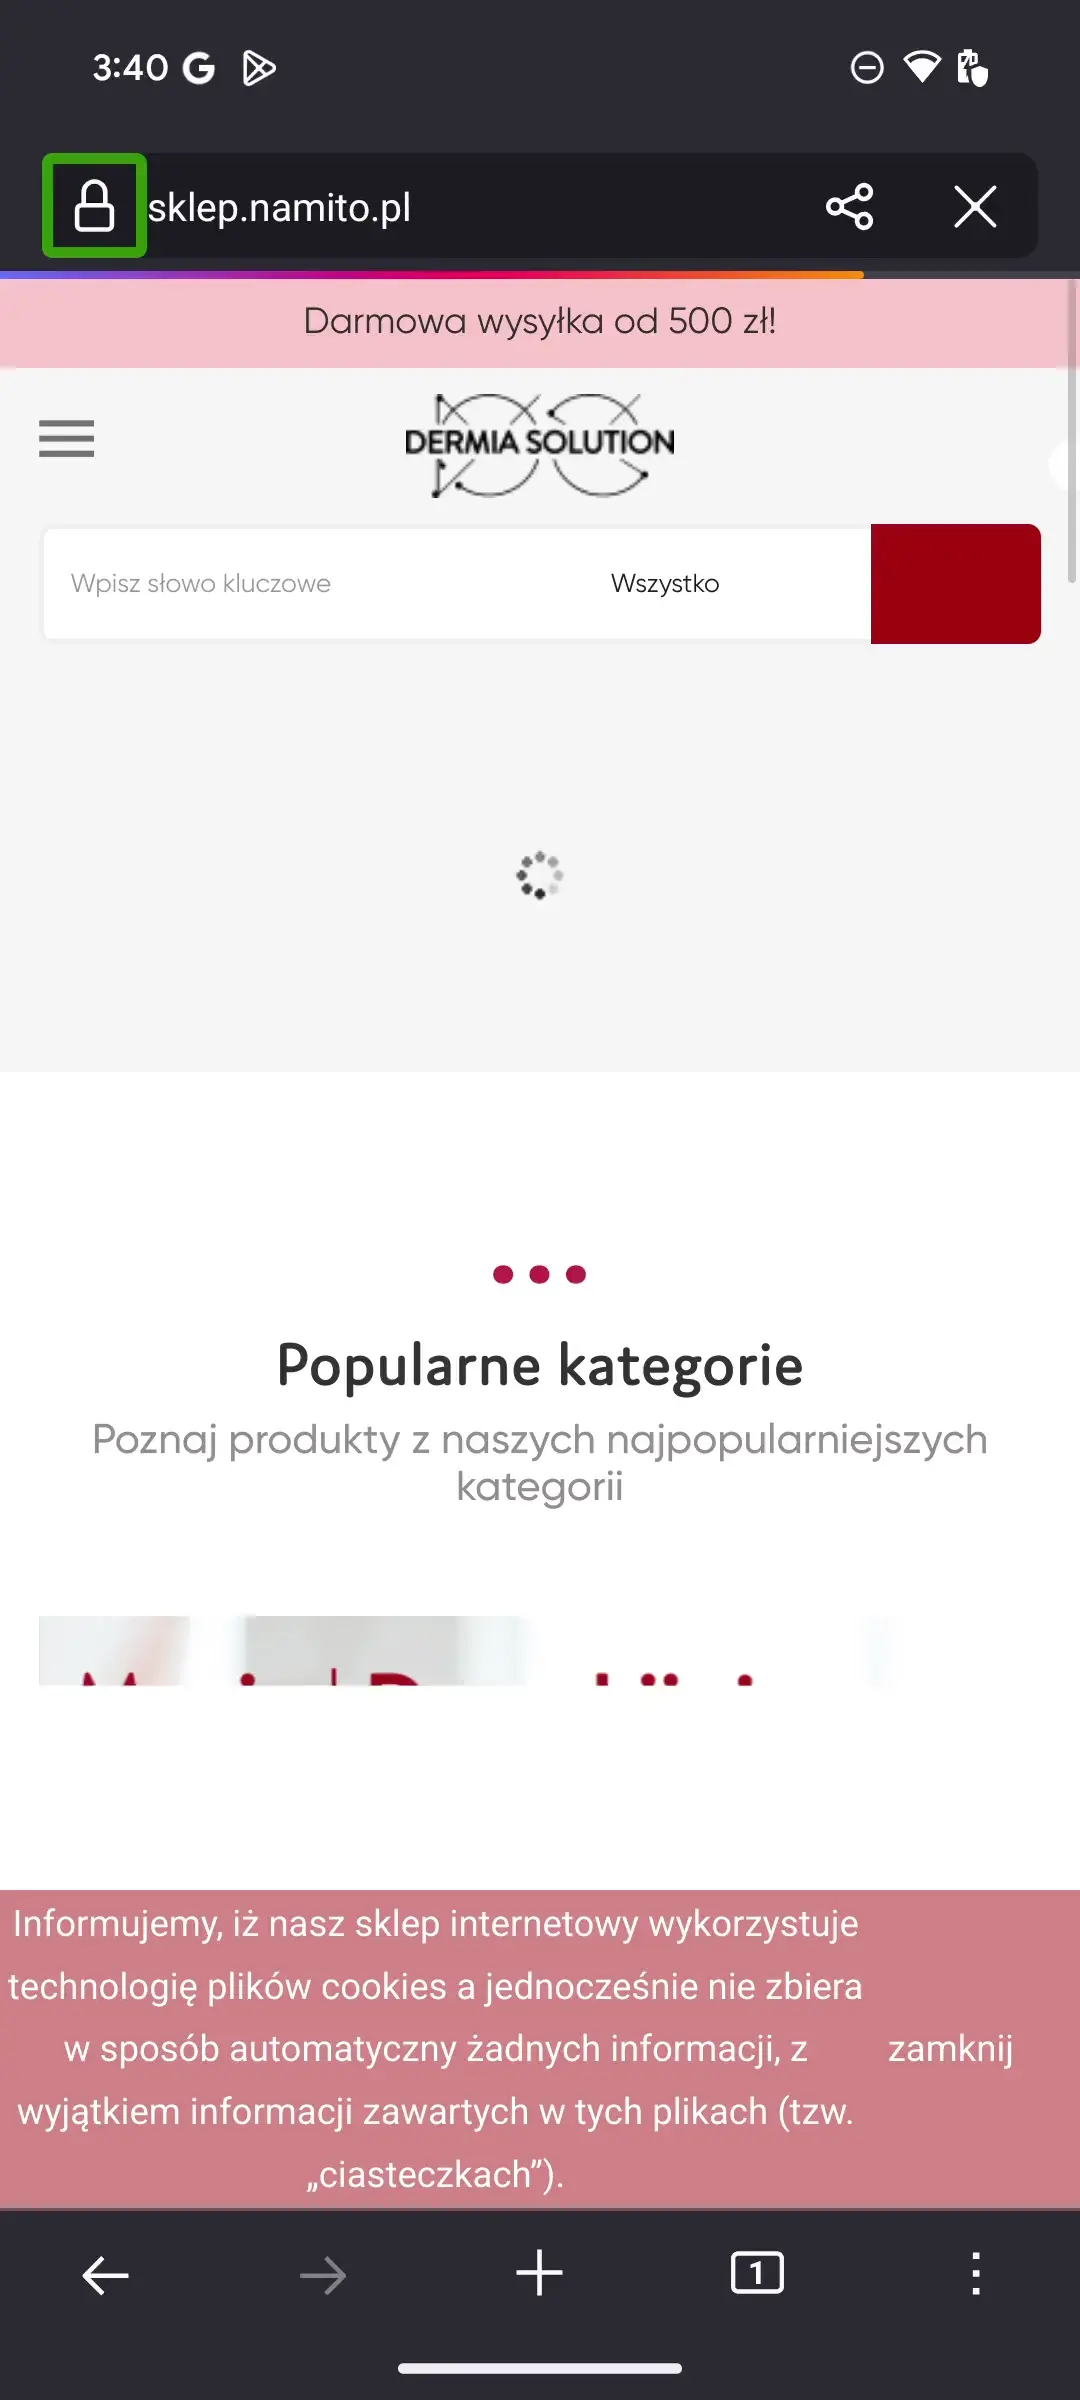 3:40
sklep.namito.pl
Darmowa wysyłka od 500 zł!
DERMIA SOLUTION
Wpisz słowo kluczowe
Wszystko
Popularne kategorie
Poznaj produkty z naszych najpopularniejszych
kategorii
Informujemy, iż nasz sklep internetowy wykorzystuje
technologię plików cookies a jednocześnie nie zbiera
w sposób automatyczny żadnych informacji, z
wyjątkiem informacji zawartych w tych plikach (tzw.
„ciasteczkach”).
zamknij
1